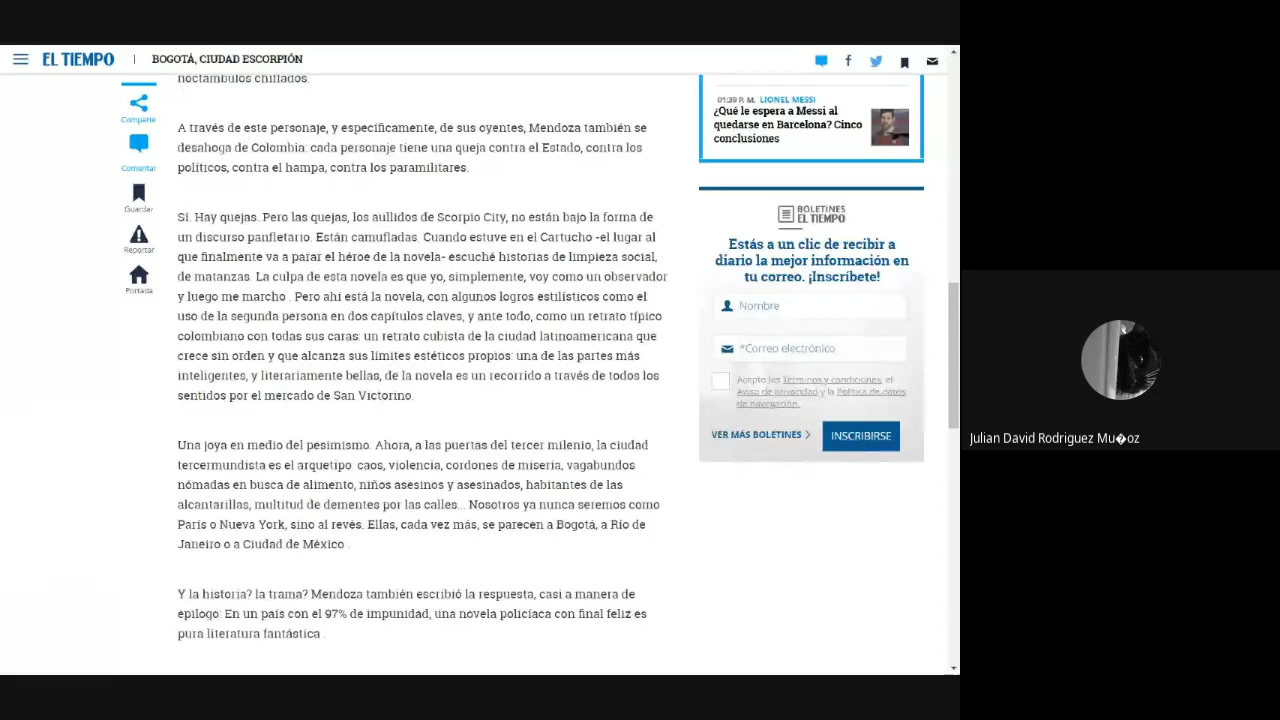 EL TIEMPO | BOGOTÁ, CIUDAD ESCORPIÓN
noctámbulos chiflados.
Comparte
Comentar
Guardar
Reportar
Portada
A través de este personaje, y específicamente, de sus oyentes, Mendoza también se
desahoga de Colombia: cada personaje tiene una queja contra el Estado, contra los
políticos, contra el hampa, contra los paramilitares.
Sí. Hay quejas. Pero las quejas, los aullidos de Scorpio City, no están bajo la forma de
un discurso panfletario. Están camufladas. Cuando estuve en el Cartucho -el lugar al
que finalmente va a parar el héroe de la novela- escuché historias de limpieza social,
de matanzas. La culpa de esta novela es que yo, simplemente, voy como un observador
y luego me marcho . Pero ahí está la novela, con algunos logros estilísticos como el
uso de la segunda persona en dos capítulos claves, y ante todo, como un retrato típico
colombiano con todas sus caras: un retrato cubista de la ciudad latinoamericana que
crece sin orden y que alcanza sus límites estéticos propios: una de las partes más
inteligentes, y literariamente bellas, de la novela es un recorrido a través de todos los
sentidos por el mercado de San Victorino.
Una joya en medio del pesimismo. Ahora, a las puertas del tercer milenio, la ciudad
tercermundista es el arquetipo: caos, violencia, cordones de miseria, vagabundos
nómadas en busca de alimento, niños asesinos y asesinados, habitantes de las
alcantarillas, multitud de dementes por las calles... Nosotros ya nunca seremos como
París o Nueva York, sino al revés. Ellas, cada vez más, se parecen a Bogotá, a Río de
Janeiro o a Ciudad de México .
Y la historia? la trama? Mendoza también escribió la respuesta, casi a manera de
epílogo: En un país con el 97% de impunidad, una novela policíaca con final feliz es
pura literatura fantástica .
01:39 P. M. LIONEL MESSI
¿Qué le espera a Messi al
quedarse en Barcelona? Cinco
conclusiones
BOLETINES
EL TIEMPO
Estás a un clic de recibir a
diario la mejor información en
tu correo. ¡Inscríbete!
Nombre
*Correo electrónico
Acepto los Términos y condiciones, el
Aviso de privacidad y la Política de datos
de navegación.
VER MÁS BOLETINES
INSCRIBIRSE
Julian David Rodriguez Mu�oz